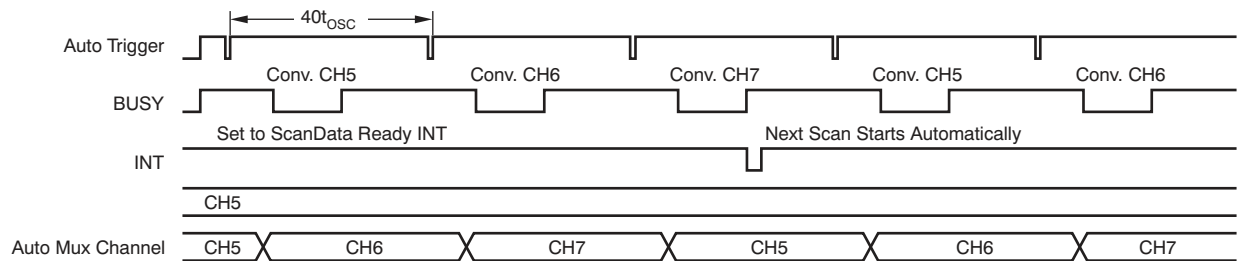 40tOSC
Auto Trigger
Conv. CH5 Conv. CH6 Conv. CH7 Conv. CH5 Conv. CH6
BUSY
Set to ScanData Ready INT Next Scan Starts Automatically
INT
CH5
Auto Mux Channel CH5 CH6 CH7 CH5 CH6 CH7